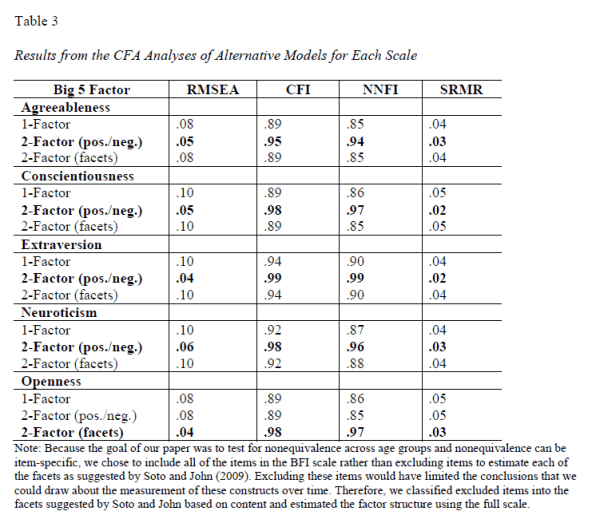 Table 3
Results from the CFA Analyses of Alternative Models for Each Scale
Big 5 Factor RMSEA CFI NNFI SRMR
Agreeableness
1-Factor .08 .89 .85 .04
2-Factor (pos./neg.) .05 .95 .94 .03
2-Factor (facets) .08 .89 .85 .04
Conscientiousness
1-Factor .10 .89 .86 .05
2-Factor (pos./neg.) .05 .98 .97 .02
2-Factor (facets) .10 .89 .85 .05
Extraversion
1-Factor .10 .94 .90 .04
2-Factor (pos./neg.) .04 .99 .99 .02
2-Factor (facets) .10 .94 .90 .04
Neuroticism
1-Factor .10 .92 .87 .04
2-Factor (pos./neg.) .06 .98 .96 .03
2-Factor (facets) .10 .92 .88 .04
Openness
1-Factor .08 .89 .86 .05
2-Factor (pos./neg.) .08 .89 .85 .05
2-Factor (facets) .04 .98 .97 .03
Note: Because the goal of our paper was to test for nonequivalence across age groups and nonequivalence can be
item-specific, we chose to include all of the items in the BFI scale rather than excluding items to estimate each of
the facets as suggested by Soto and John (2009). Excluding these items would have limited the conclusions that we
could draw about the measurement of these constructs over time. Therefore, we classified excluded items into the
facets suggested by Soto and John based on content and estimated the factor structure using the full scale.